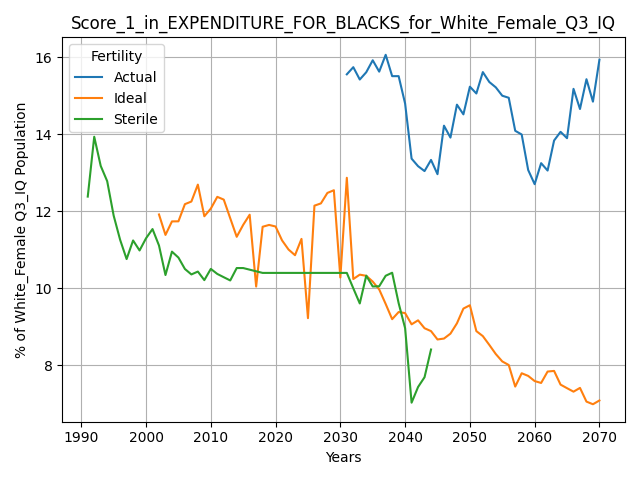 Score_1_in_EXPENDITURE_FOR_BLACKS_for_White_Female_Q3_IQ
Fertility
Actual
Ideal
Sterile
% of White_Female Q3_IQ Population
16
14
12
10
8
1990 2000 2010 2020 2030 2040 2050 2060 2070
Years